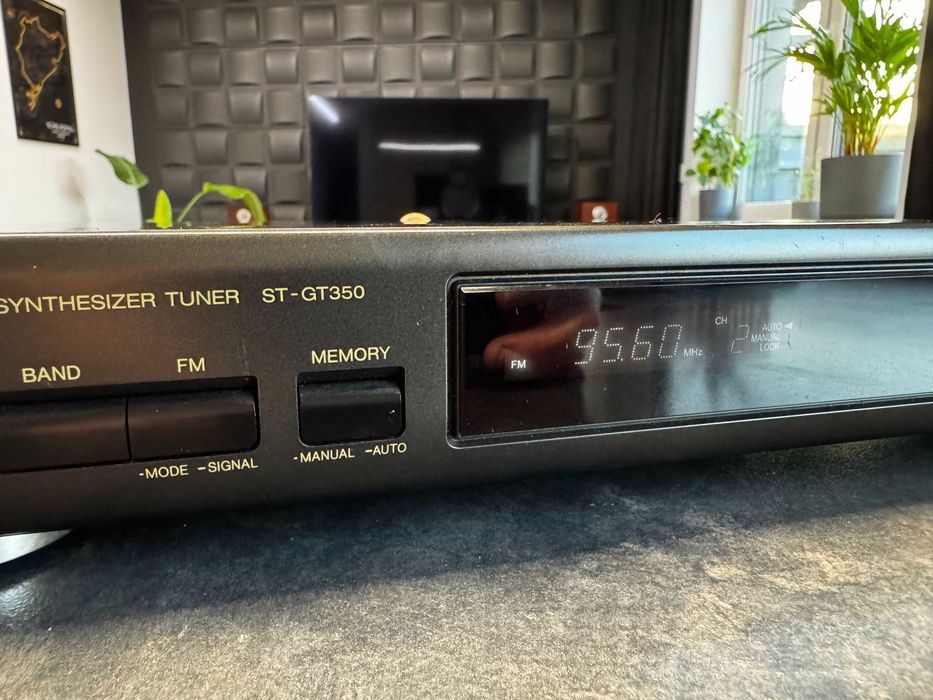 SYNTHESIZER TUNER ST-GT350
BAND
FM
MEMORY
-MODE -SIGNAL
-MANUAL -AUTO
FM
95.60 MHz
CH
2
AUTO
MANUAL
LOCK